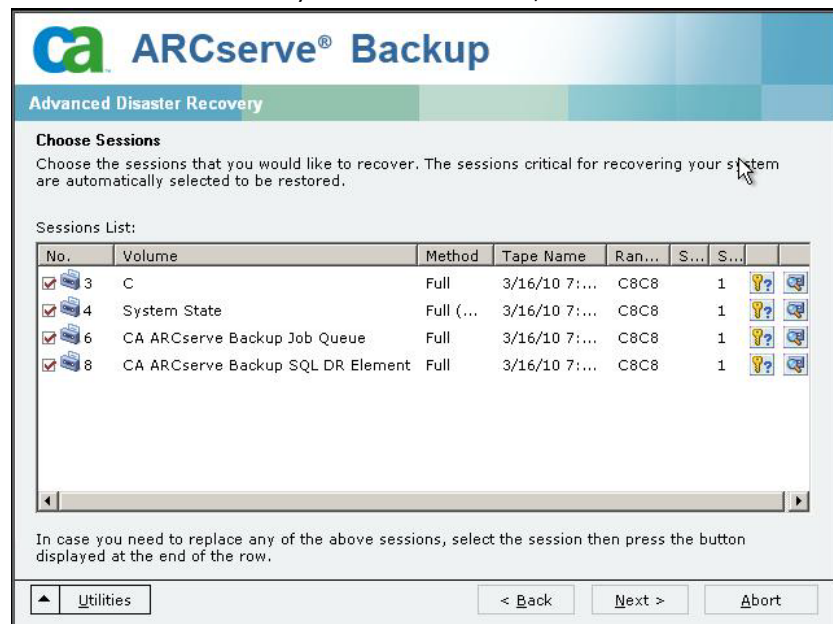 ca ARCserve® Backup
Advanced Disaster Recovery
Choose Sessions
Choose the sessions that you would like to recover. The sessions critical for recovering your system
are automatically selected to be restored.
Sessions List:
No. Volume Method Tape Name Ran... S... S...
3 C Full 3/16/10 7:... C8C8 1
4 System State Full (... 3/16/10 7:... C8C8 1
6 CA ARCserve Backup Job Queue Full 3/16/10 7:... C8C8 1
8 CA ARCserve Backup SQL DR Element Full 3/16/10 7:... C8C8 1
In case you need to replace any of the above sessions, select the session then press the button
displayed at the end of the row.
Utilities < Back Next > Abort